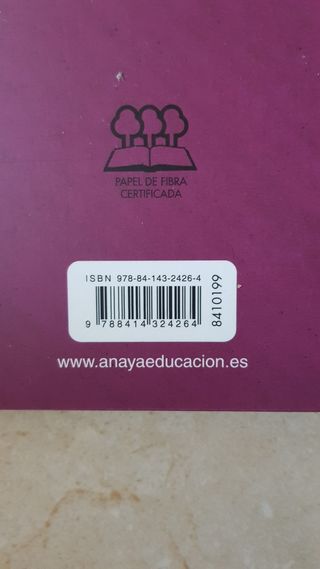 PAPEL DE FIBRA
CERTIFICADA
ISBN 978-84-143-2426-4
9 788414 324264
8410199
www.anayaeducacion.es